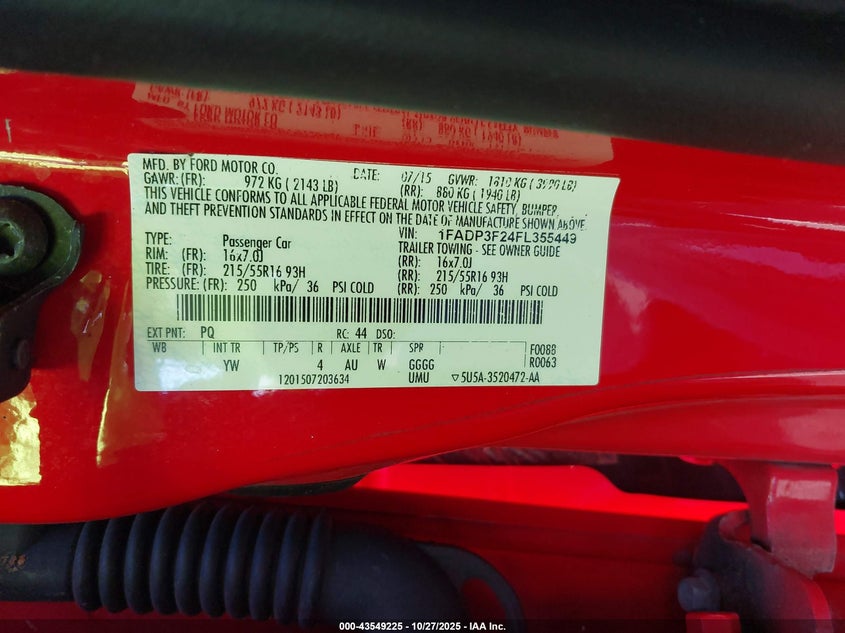 MFD. BY FORD MOTOR CO. DATE: 07/15 GVWR: 1610 KG ( LB)
GAWR: (FR): 972 KG ( 2143 LB) (RR): 880 KG ( 1940 LB)
THIS VEHICLE CONFORMS TO ALL APPLICABLE FEDERAL MOTOR VEHICLE SAFETY, BUMPER,
AND THEFT PREVENTION STANDARDS IN EFFECT ON THE DATE OF MANUFACTURE SHOWN ABOVE.
VIN: 1FADP3F24FL355449
TYPE: Passenger Car TRAILER TOWING - SEE OWNER GUIDE
RIM: (FR): 16x7.0J (RR): 16x7.0J
TIRE: (FR): 215/55R16 93H (RR): 215/55R16 93H
PRESSURE: (FR): 250 kPa/ 36 PSI COLD (RR): 250 kPa/ 36 PSI COLD
EXT PNT: PQ RC: 44 DSO:
WB INT TR TP/PS R AXLE TR SPR F0088
YW 4 AU W GGGG R0063
1201507203634 UMU ▽5U5A-3520472-AA
000-43549225 | 10/27/2025 | IAA Inc.